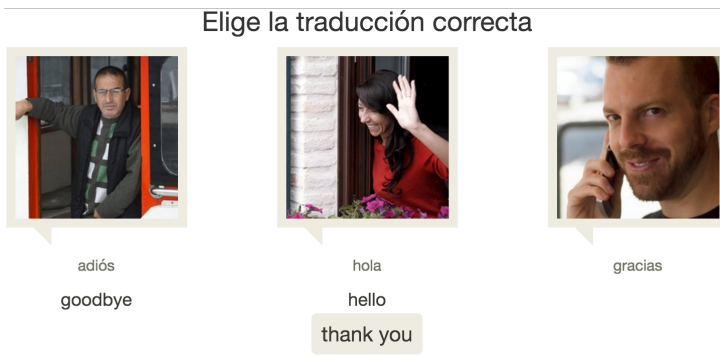 Elige la traducción correcta
adiós hola gracias
goodbye hello
thank you